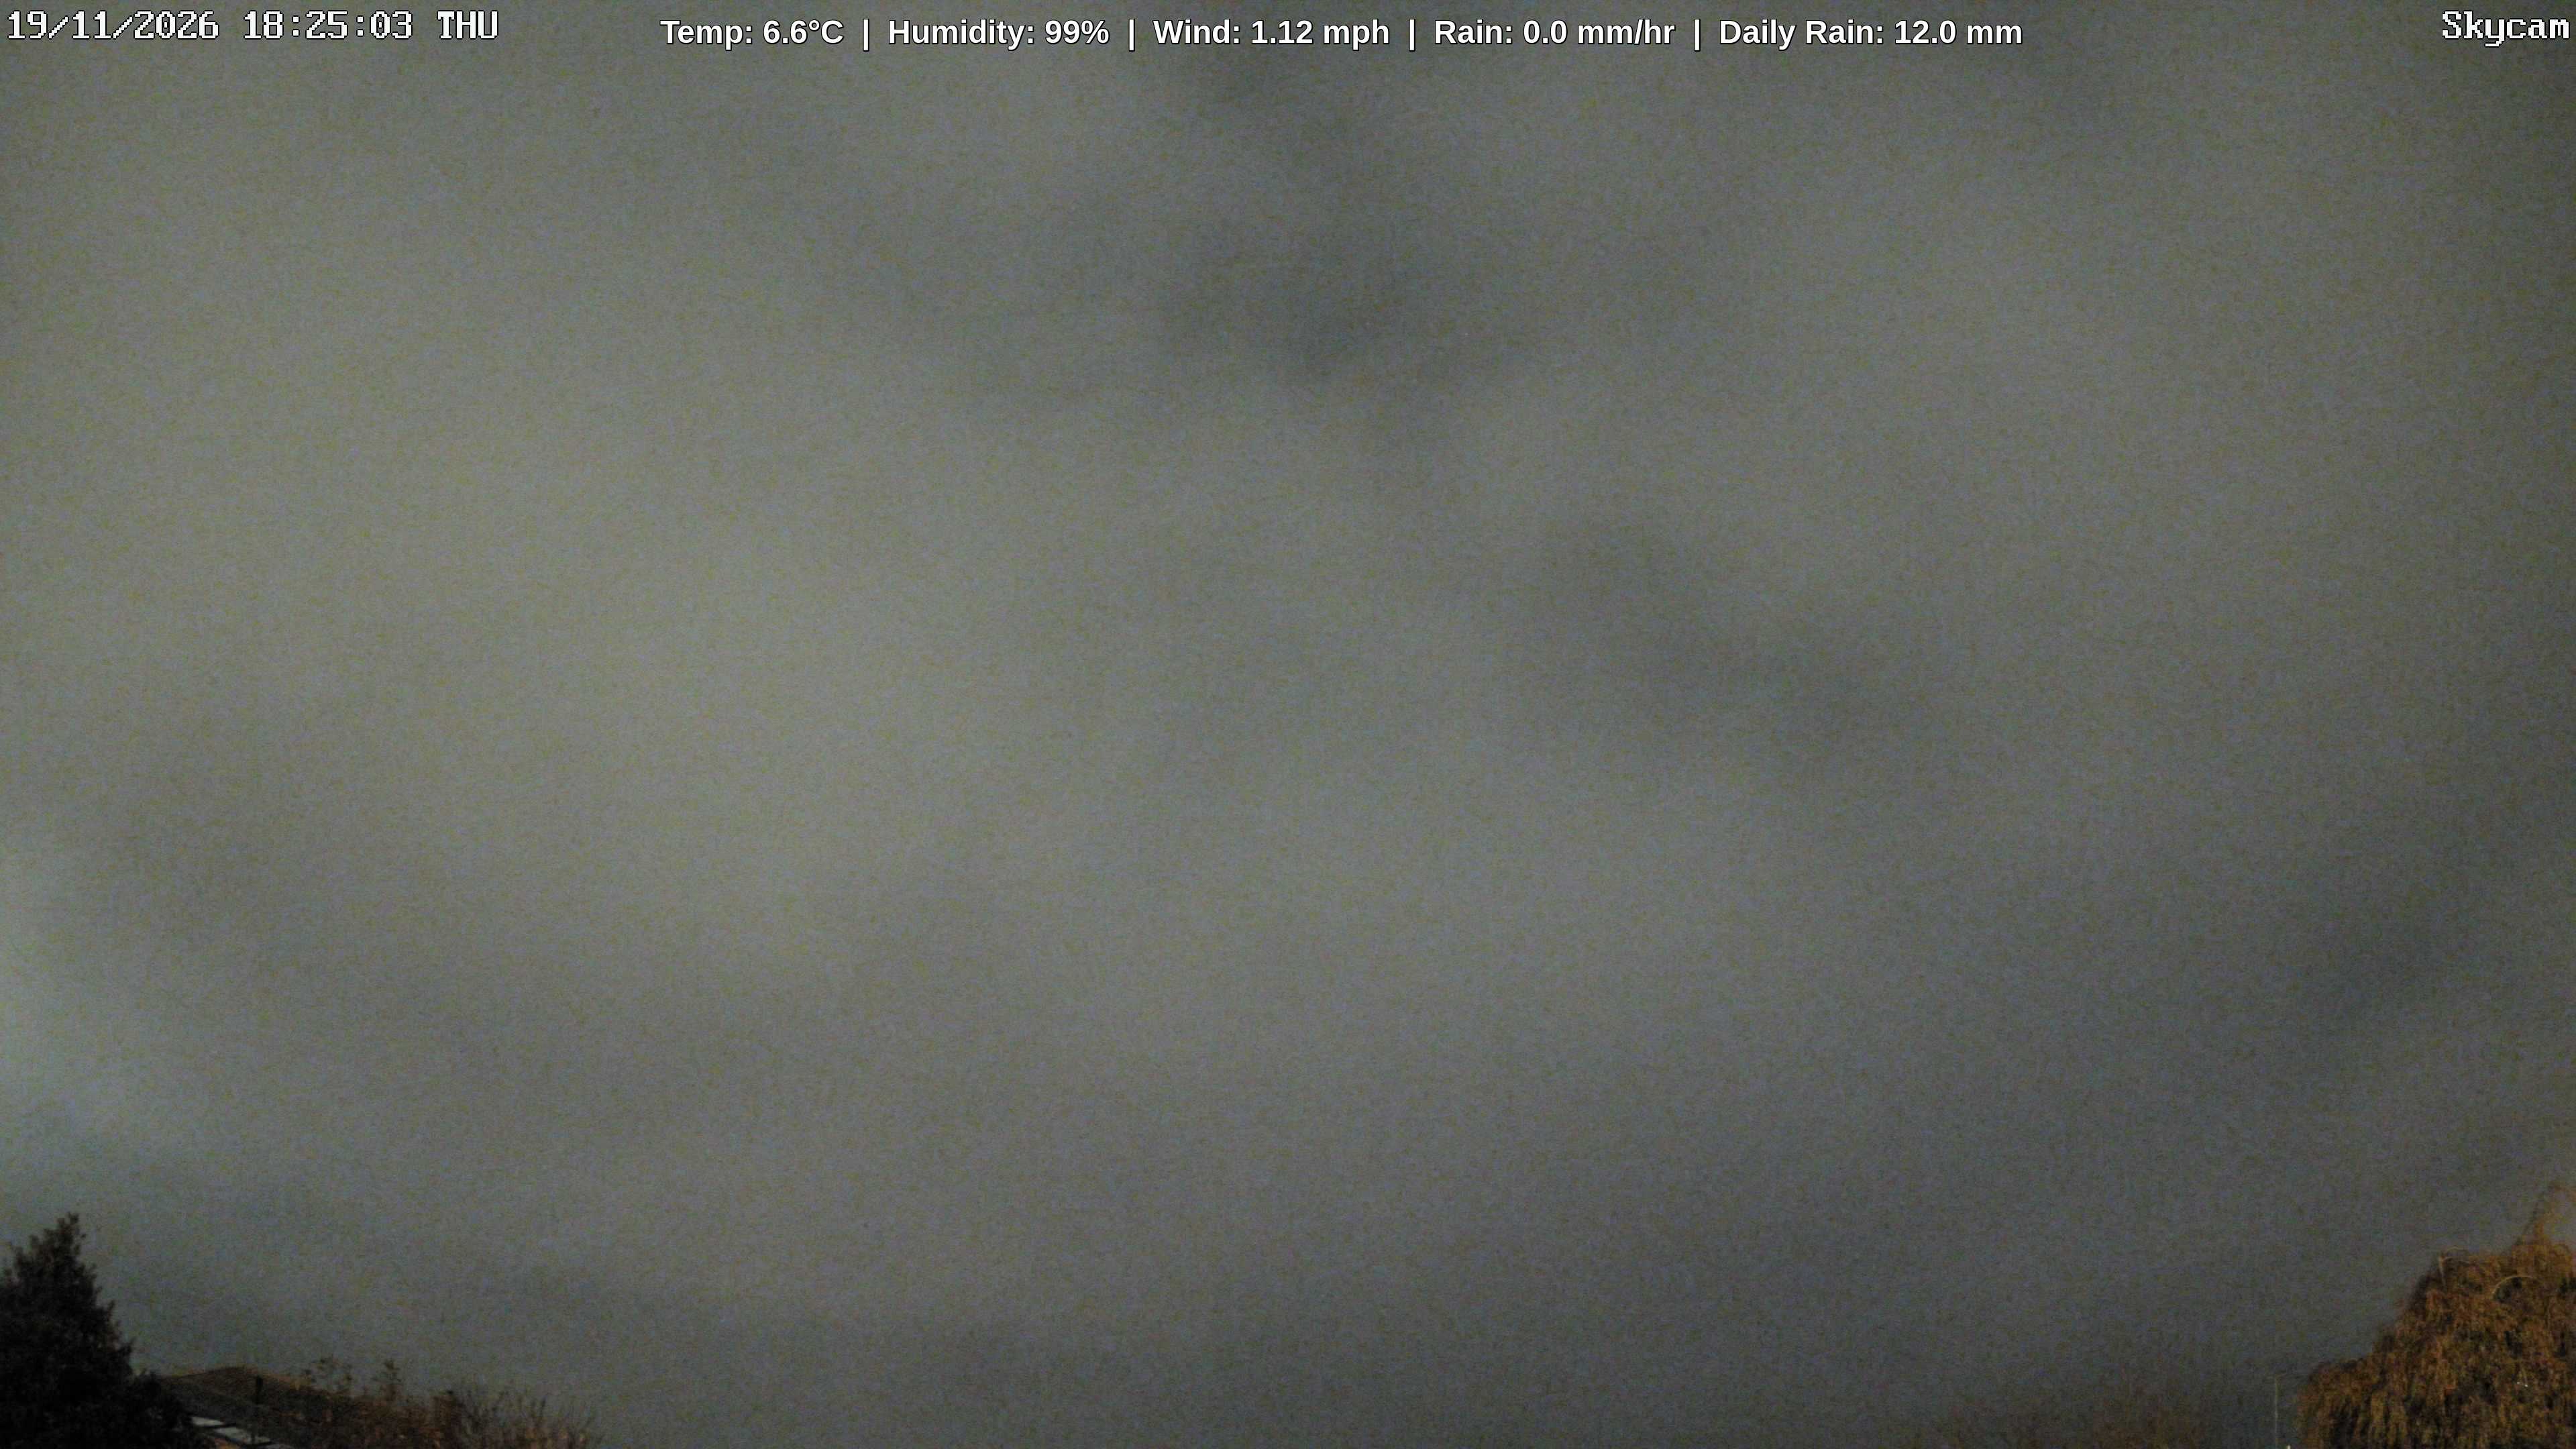 19/11/2026 18:25:03 THU
Temp: 6.6°C | Humidity: 99% | Wind: 1.12 mph | Rain: 0.0 mm/hr | Daily Rain: 12.0 mm
Skycam